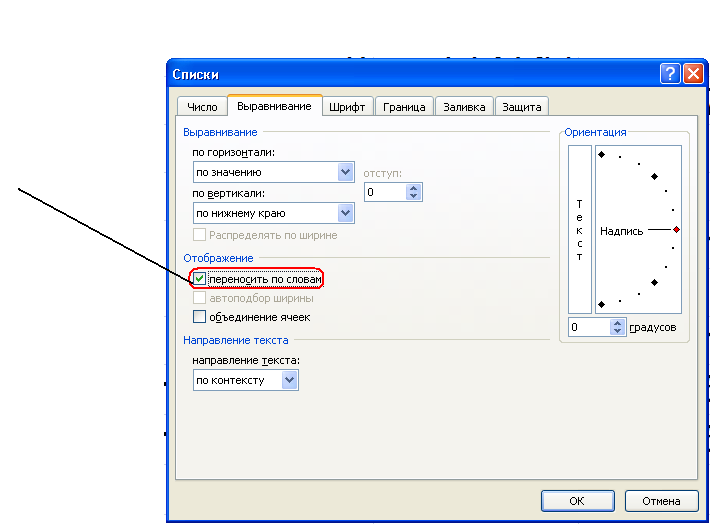 Списки
Число Выравнивание Шрифт Граница Заливка Защита
Выравнивание
по горизонтали:
по значению
отступ:
по вертикали:
0
по нижнему краю
Распределять по ширине
Отображение
переносить по словам
автоподбор ширины
объединение ячеек
Направление текста
направление текста:
по контексту
Ориентация
Т
е
к
с
т
Надпись
0 градусов
ОК Отмена